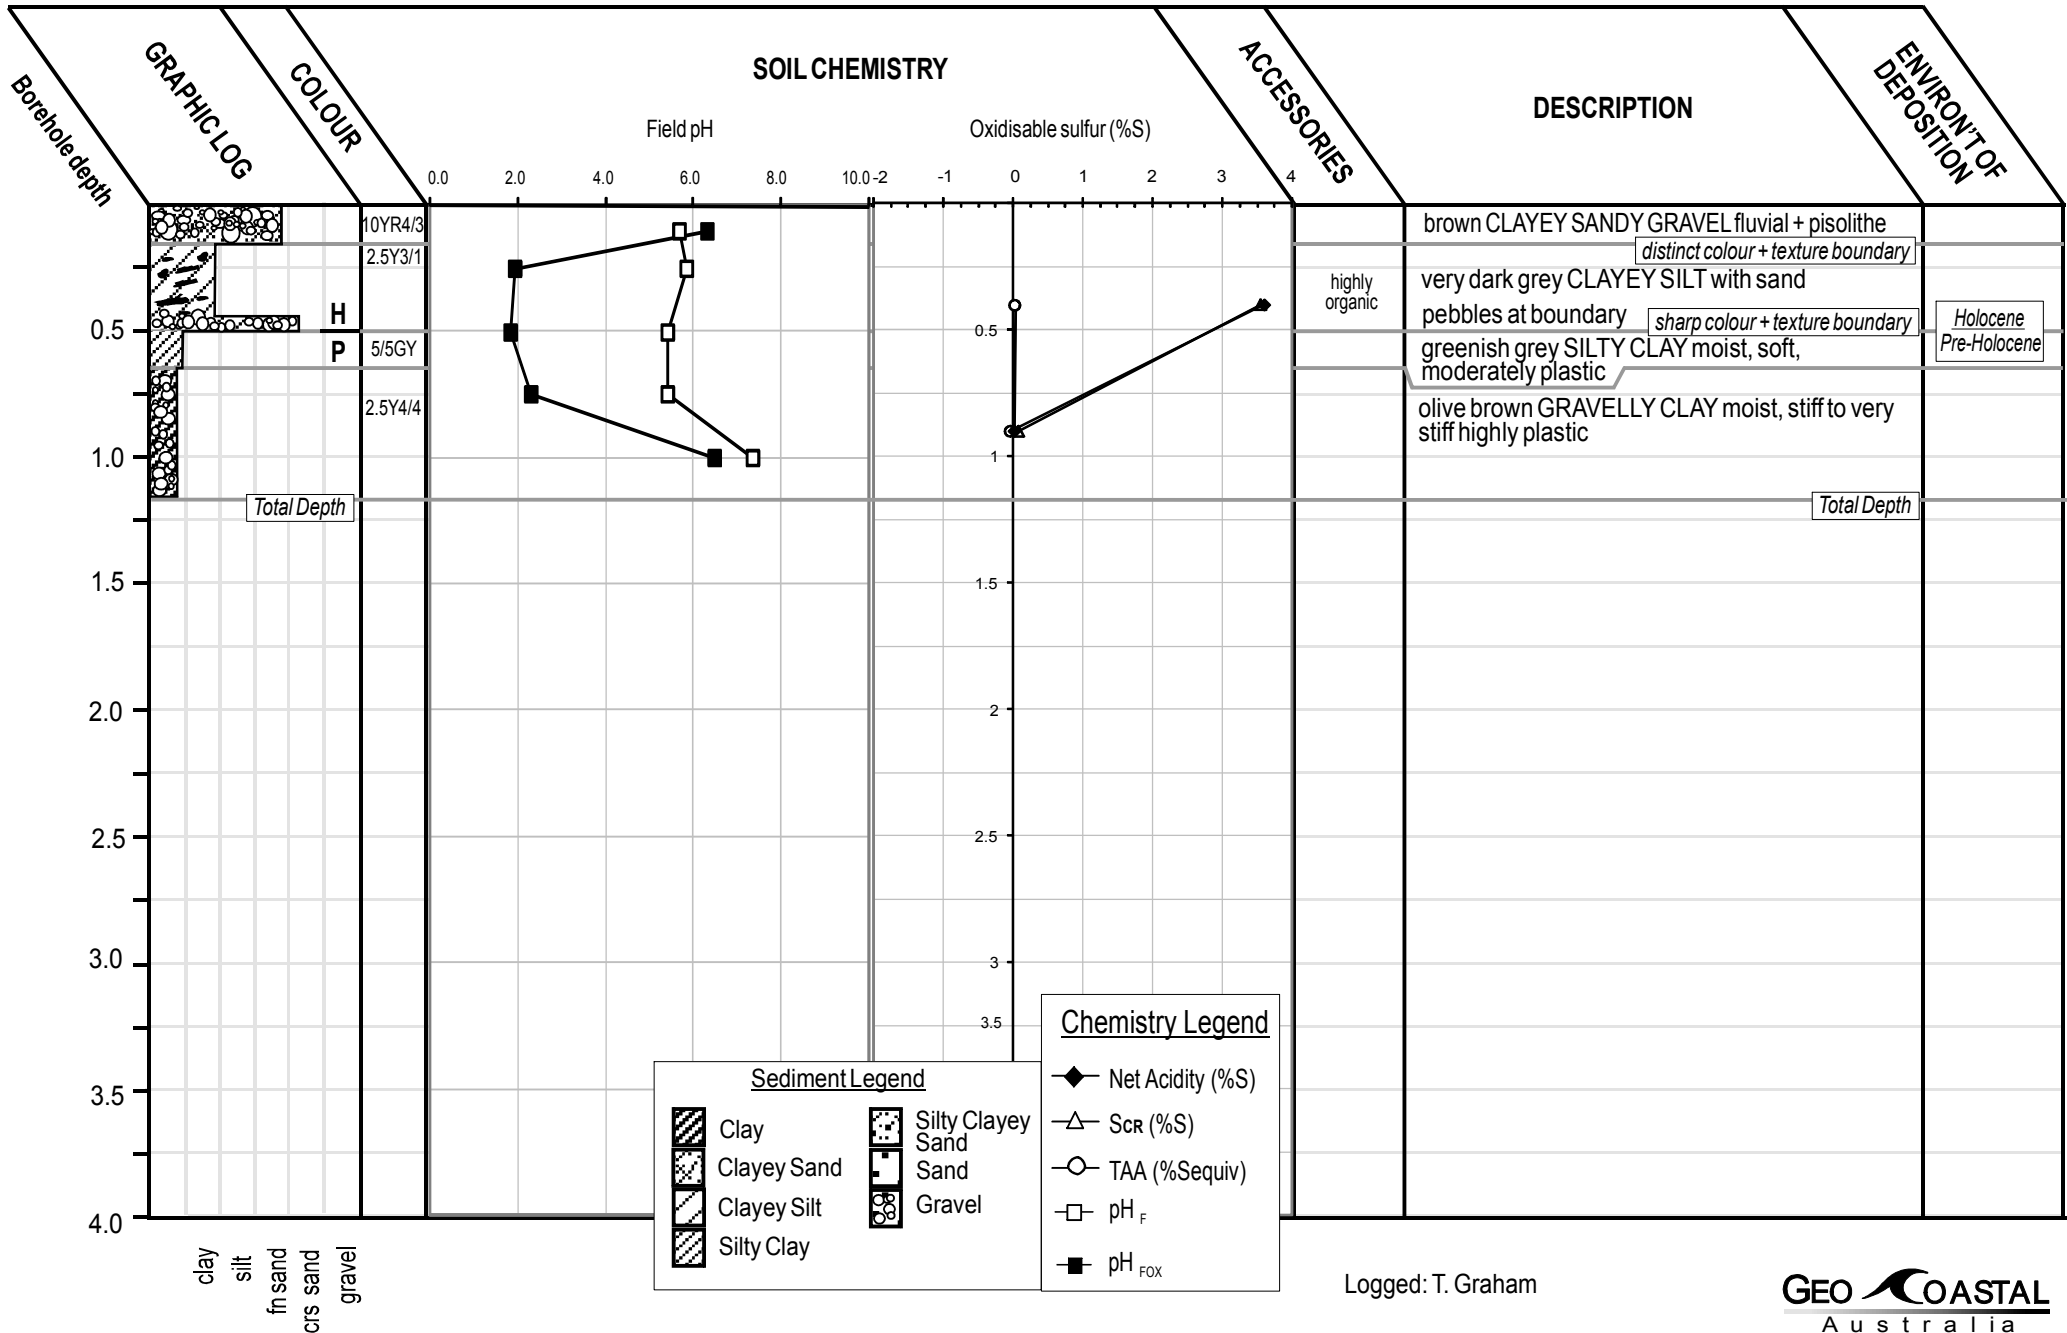 Borehole depth
GRAPHIC LOG
COLOUR
SOIL CHEMISTRY
ACCESSORIES
DESCRIPTION
ENVIRON'T OF
DEPOSITION
Field pH
Oxidisable sulfur (%S)
0.0 2.0 4.0 6.0 8.0 10.0
-2 -1 0 1 2 3 4
10YR4/3
brown CLAYEY SANDY GRAVEL fluvial + pisolithe
distinct colour + texture boundary
2.5Y3/1
highly
organic
very dark grey CLAYEY SILT with sand
pebbles at boundary
sharp colour + texture boundary
H
P
Holocene
Pre-Holocene
5/5GY
greenish grey SILTY CLAY moist, soft,
moderately plastic
2.5Y4/4
olive brown GRAVELLY CLAY moist, stiff to very
stiff highly plastic
Total Depth
Total Depth
0.5
1.0
1.5
2.0
2.5
3.0
3.5
4.0
0.5
1
1.5
2
2.5
3
3.5
clay
silt
fn sand
crs sand
gravel
Sediment Legend
Clay
Clayey Sand
Clayey Silt
Silty Clay
Silty Clayey
Sand
Sand
Gravel
Chemistry Legend
Net Acidity (%S)
SCR (%S)
TAA (%Sequiv)
pH F
pH FOX
Logged: T. Graham
GEO COASTAL
Australia